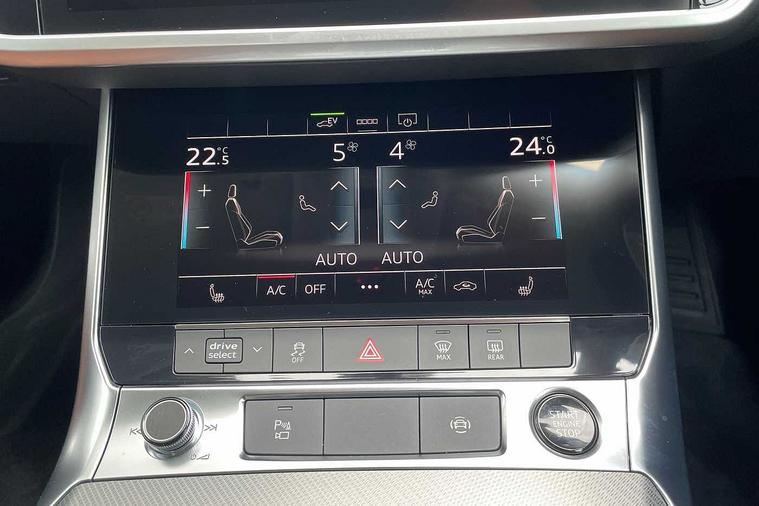 EV
22.5 °C 5 4 24.0 °C
+ +
− −
AUTO AUTO
A/C OFF ... A/C MAX
drive select OFF MAX REAR
P START ENGINE STOP